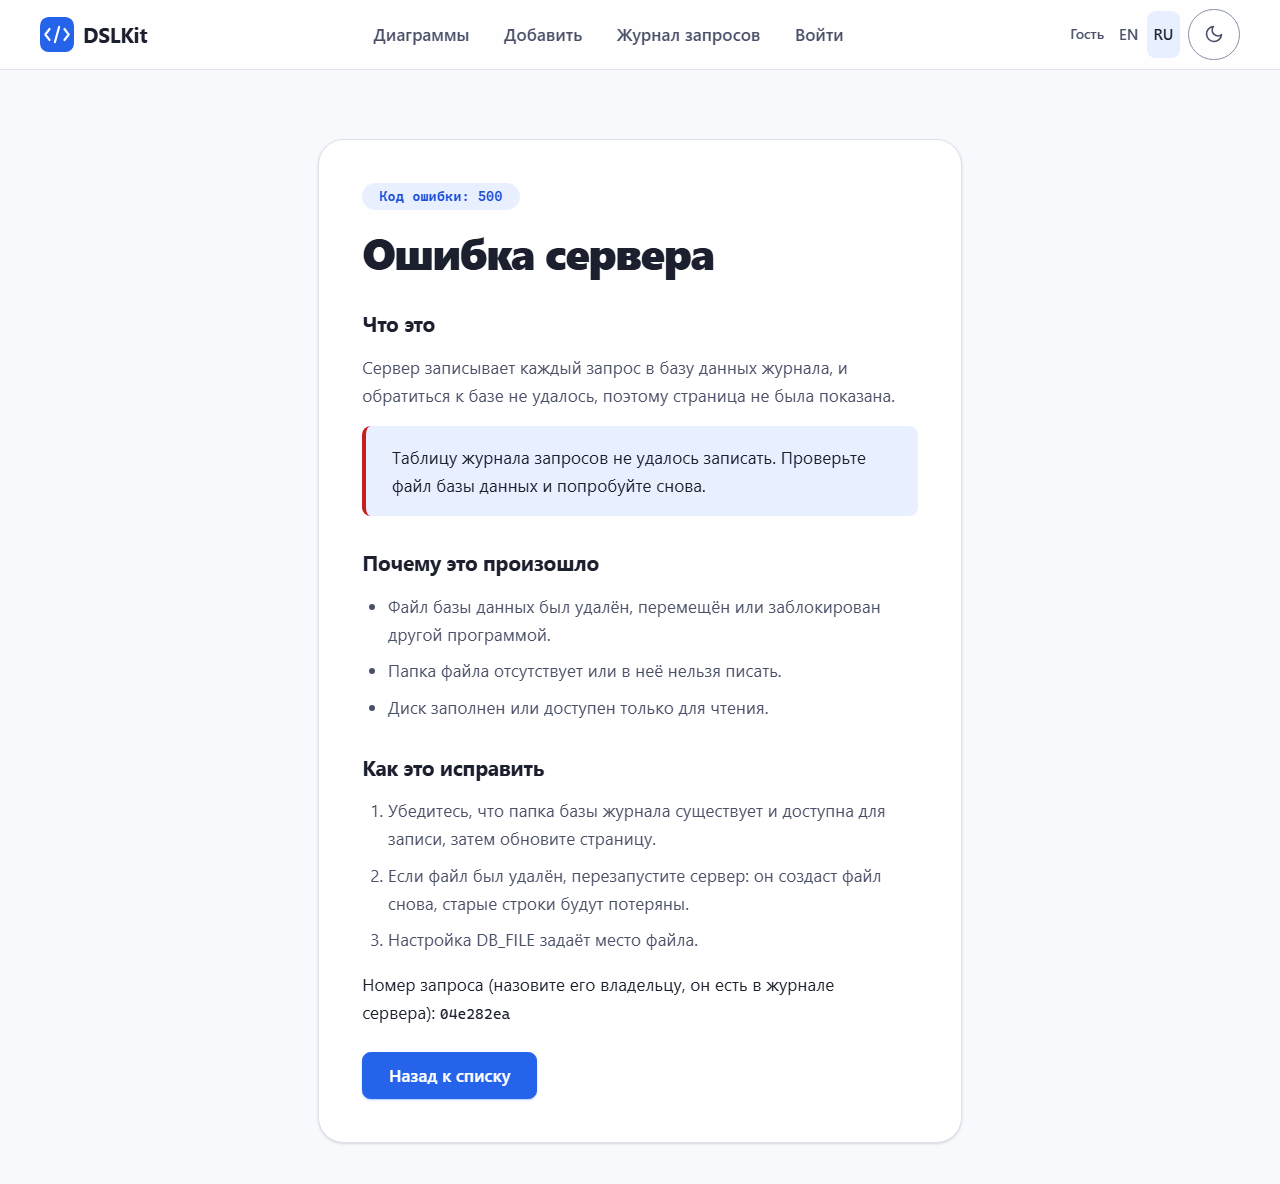 DSLKit
Диаграммы
Добавить
Журнал запросов
Войти
Гость
EN
RU
Код ошибки: 500
Ошибка сервера
Что это
Сервер записывает каждый запрос в базу данных журнала, и
обратиться к базе не удалось, поэтому страница не была показана.
Таблицу журнала запросов не удалось записать. Проверьте
файл базы данных и попробуйте снова.
Почему это произошло
• Файл базы данных был удалён, перемещён или заблокирован
другой программой.
• Папка файла отсутствует или в неё нельзя писать.
• Диск заполнен или доступен только для чтения.
Как это исправить
1. Убедитесь, что папка базы журнала существует и доступна для
записи, затем обновите страницу.
2. Если файл был удалён, перезапустите сервер: он создаст файл
снова, старые строки будут потеряны.
3. Настройка DB_FILE задаёт место файла.
Номер запроса (назовите его владельцу, он есть в журнале
сервера): 04e282ea
Назад к списку